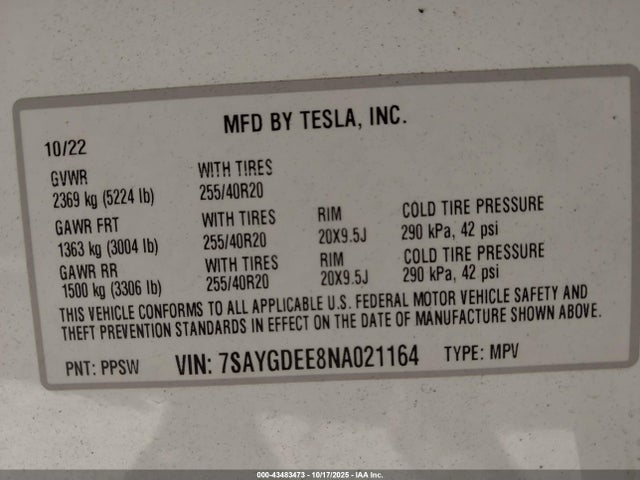 MFD BY TESLA, INC.
10/22
GVWR WITH TIRES
2369 kg (5224 lb) 255/40R20
GAWR FRT WITH TIRES RIM COLD TIRE PRESSURE
1363 kg (3004 lb) 255/40R20 20X9.5J 290 kPa, 42 psi
GAWR RR WITH TIRES RIM COLD TIRE PRESSURE
1500 kg (3306 lb) 255/40R20 20X9.5J 290 kPa, 42 psi
THIS VEHICLE CONFORMS TO ALL APPLICABLE U.S. FEDERAL MOTOR VEHICLE SAFETY AND
THEFT PREVENTION STANDARDS IN EFFECT ON THE DATE OF MANUFACTURE SHOWN ABOVE.
PNT: PPSW VIN: 7SAYGDEE8NA021164 TYPE: MPV
000-43483473 - 10/17/2025 - IAA Inc.